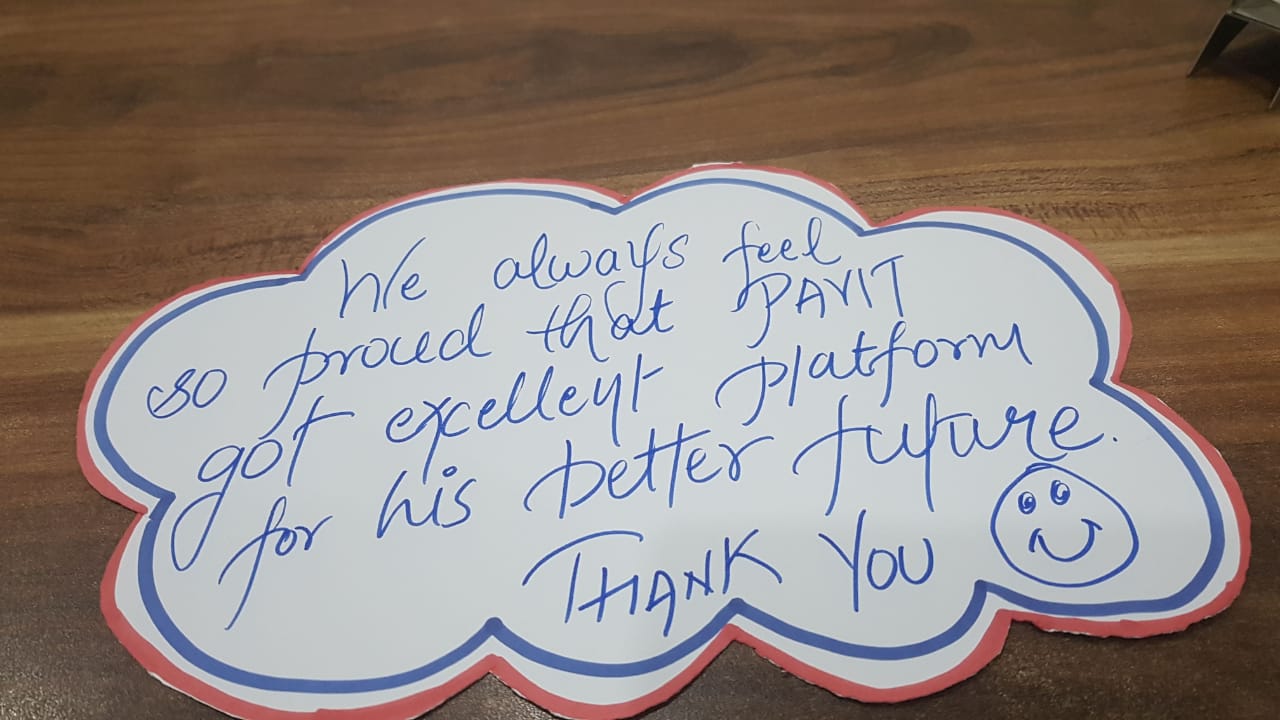 We always feel
so proud that PAVIT
got excellent platform
for his better future.
THANK YOU